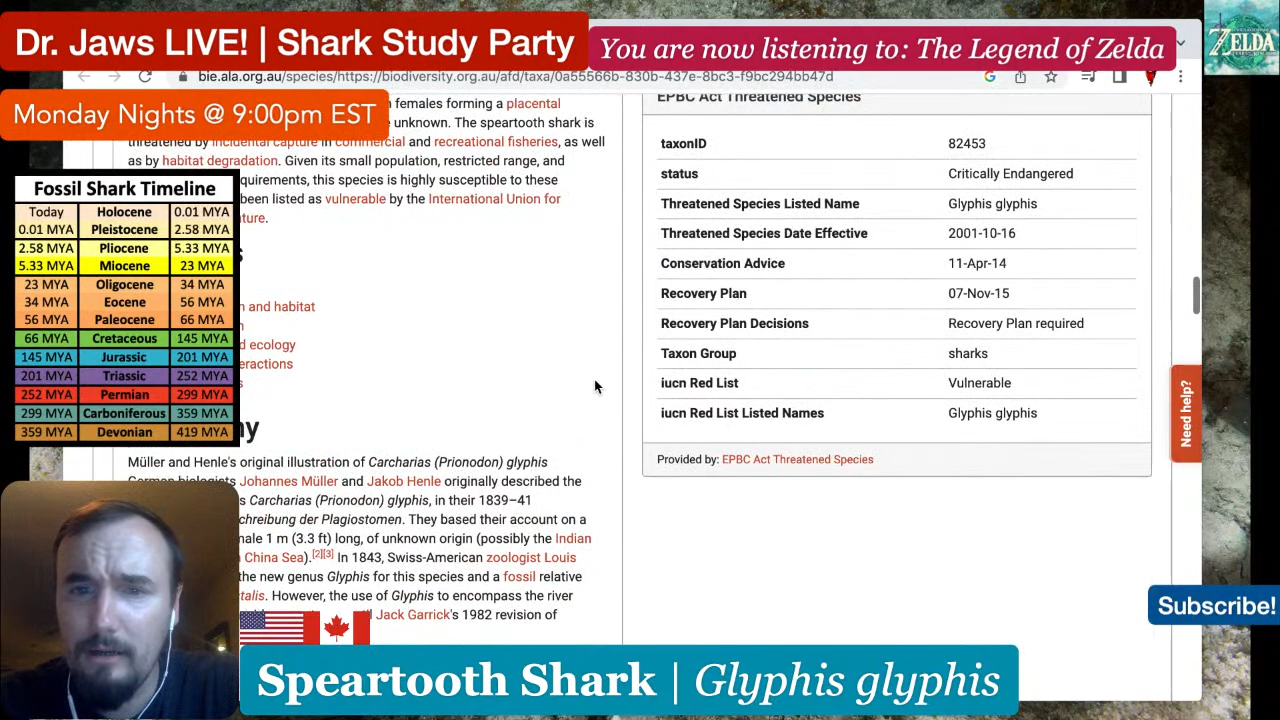 Dr. Jaws LIVE! | Shark Study Party
You are now listening to: The Legend of Zelda
ZELDA
bie.ala.org.au/species/https://biodiversity.org.au/afd/taxa/0a55566b-830b-437e-8bc3-f9bc294bb47d
Monday Nights @ 9:00pm EST
n females forming a placental
unknown. The speartooth shark is
threatened by incidental capture in commercial and recreational fisheries, as well
as by habitat degradation. Given its small population, restricted range, and
quirements, this species is highly susceptible to these
been listed as vulnerable by the International Union for
ture.
s
n and habitat
n
d ecology
eractions
s
ny
Fossil Shark Timeline
Today Holocene 0.01 MYA
0.01 MYA Pleistocene 2.58 MYA
2.58 MYA Pliocene 5.33 MYA
5.33 MYA Miocene 23 MYA
23 MYA Oligocene 34 MYA
34 MYA Eocene 56 MYA
56 MYA Paleocene 66 MYA
66 MYA Cretaceous 145 MYA
145 MYA Jurassic 201 MYA
201 MYA Triassic 252 MYA
252 MYA Permian 299 MYA
299 MYA Carboniferous 359 MYA
359 MYA Devonian 419 MYA
Müller and Henle's original illustration of Carcharias (Prionodon) glyphis
German biologists Johannes Müller and Jakob Henle originally described the
s Carcharias (Prionodon) glyphis, in their 1839–41
chreibung der Plagiostomen. They based their account on a
male 1 m (3.3 ft) long, of unknown origin (possibly the Indian
China Sea).[2][3] In 1843, Swiss-American zoologist Louis
the new genus Glyphis for this species and a fossil relative
talis. However, the use of Glyphis to encompass the river
l Jack Garrick's 1982 revision of
EPBC Act Threatened Species
taxonID 82453
status Critically Endangered
Threatened Species Listed Name Glyphis glyphis
Threatened Species Date Effective 2001-10-16
Conservation Advice 11-Apr-14
Recovery Plan 07-Nov-15
Recovery Plan Decisions Recovery Plan required
Taxon Group sharks
iucn Red List Vulnerable
iucn Red List Listed Names Glyphis glyphis
Provided by: EPBC Act Threatened Species
Need help?
Subscribe!
Speartooth Shark | Glyphis glyphis